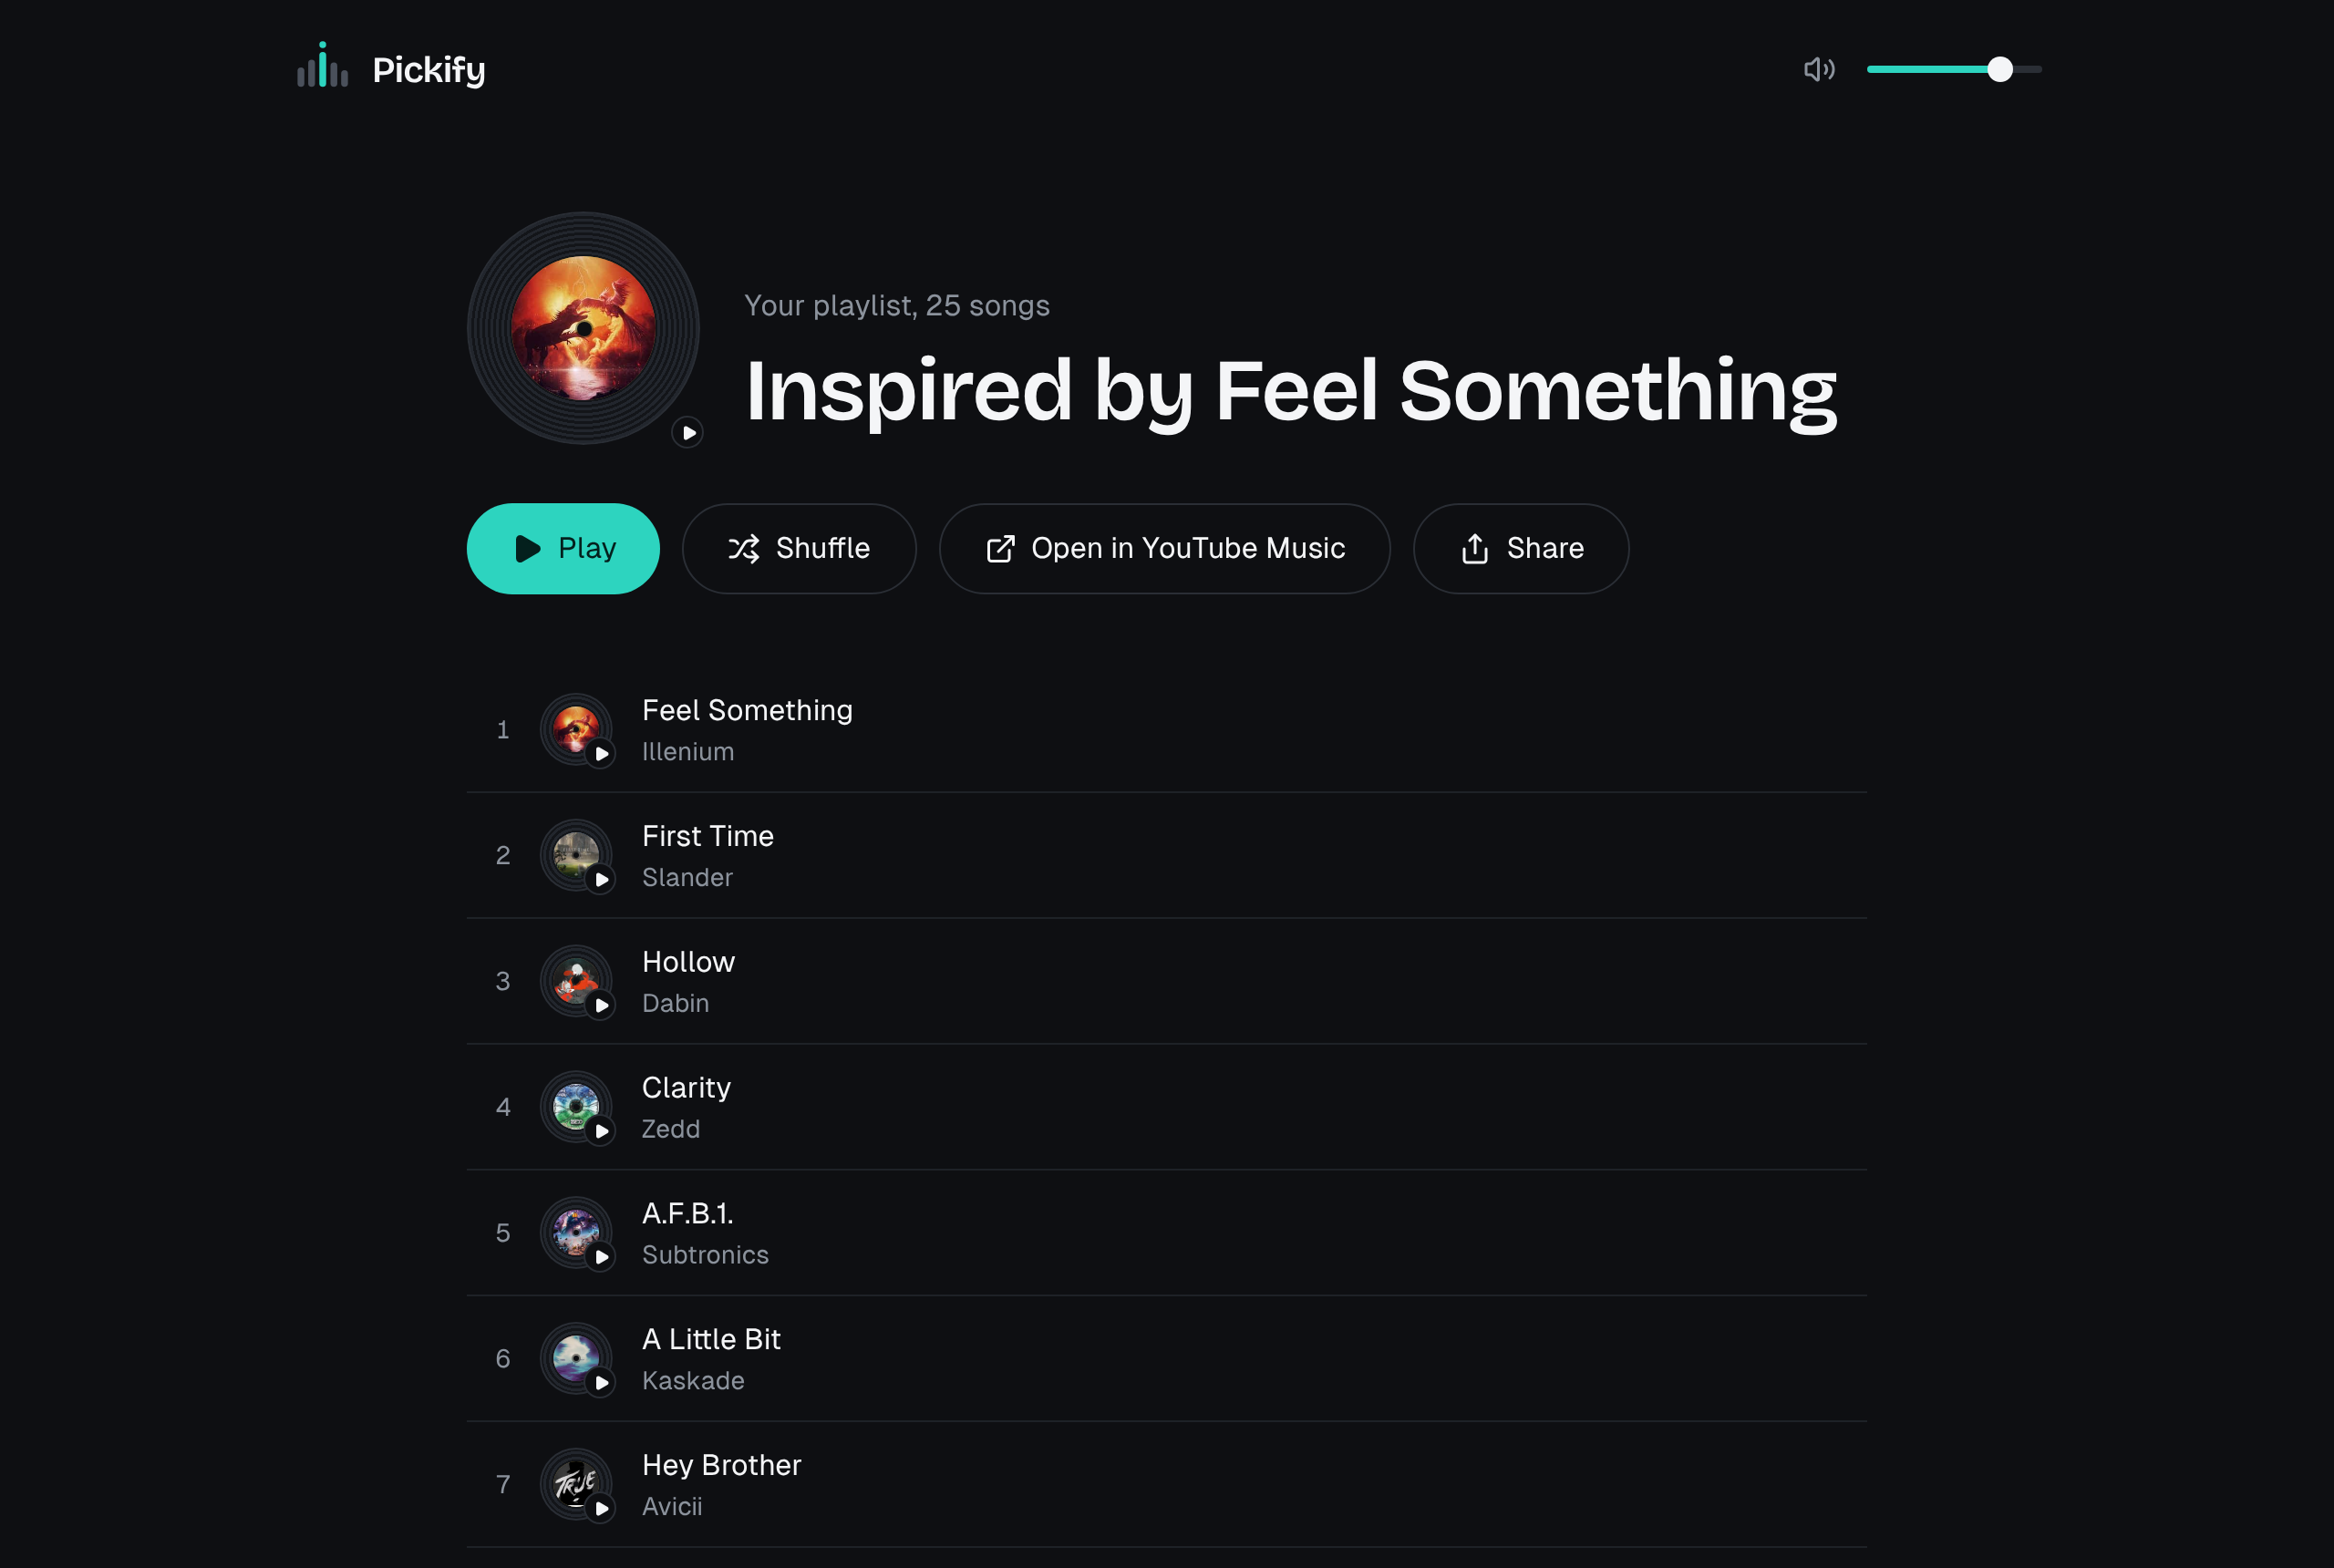 Pickify
Your playlist, 25 songs
Inspired by Feel Something
Play
Shuffle
Open in YouTube Music
Share
1
Feel Something
Illenium
2
First Time
Slander
3
Hollow
Dabin
4
Clarity
Zedd
5
A.F.B.1.
Subtronics
6
A Little Bit
Kaskade
7
TRUE
Hey Brother
Avicii